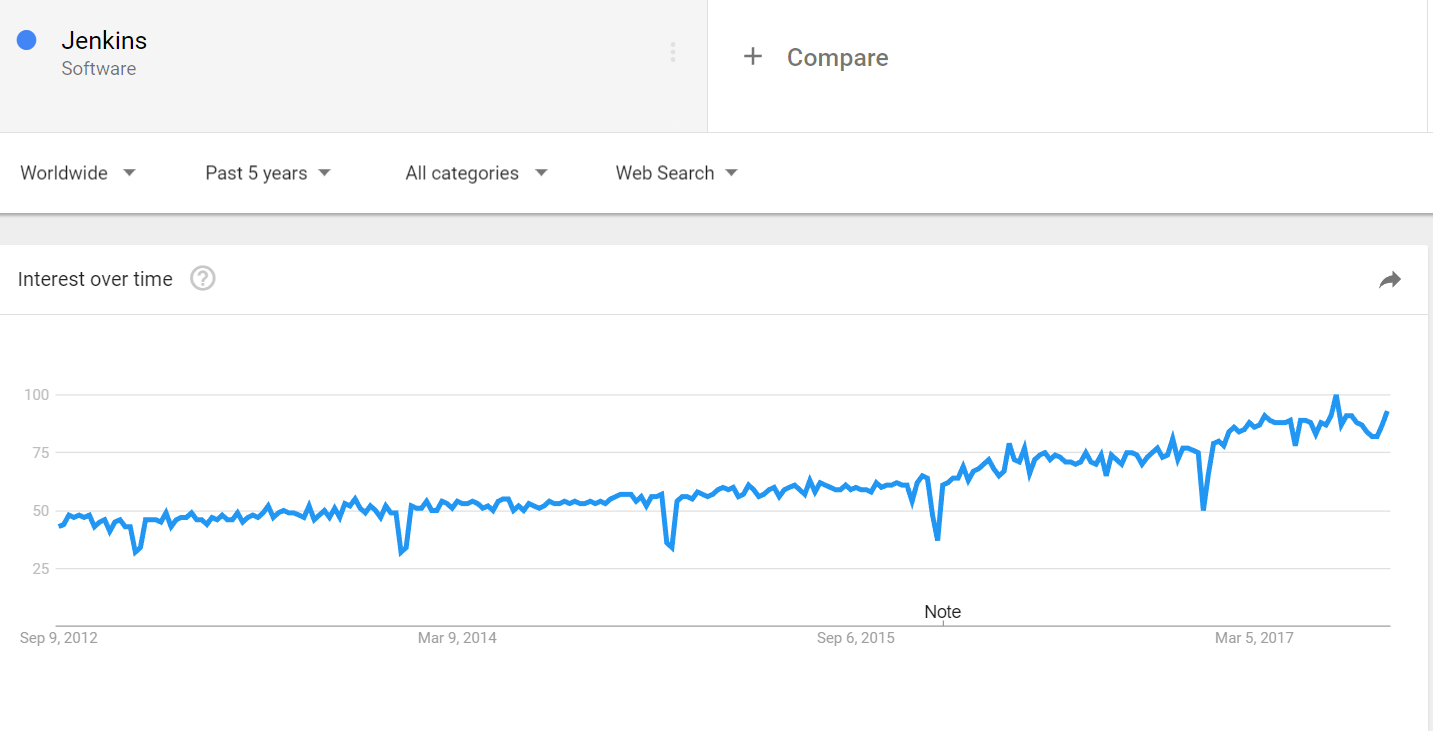 Jenkins
Software
+ Compare
Worldwide
Past 5 years
All categories
Web Search
Interest over time ?
100
75
50
25
Note
Sep 9, 2012
Mar 9, 2014
Sep 6, 2015
Mar 5, 2017